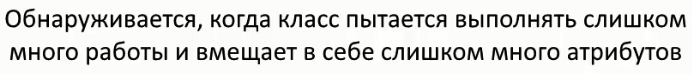 Обнаруживается, когда класс пытается выполнять слишком
много работы и вмещает в себе слишком много атрибутов